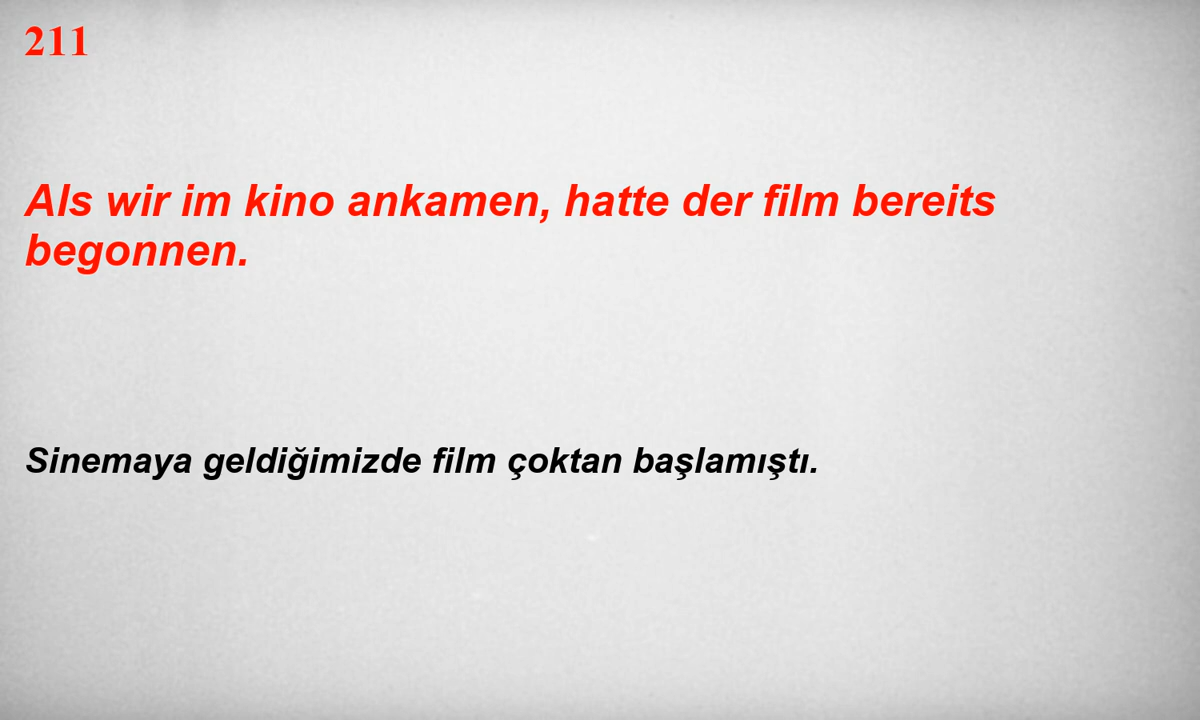 211
Als wir im kino ankamen, hatte der film bereits
begonnen.
Sinemaya geldiğimizde film çoktan başlamıştı.